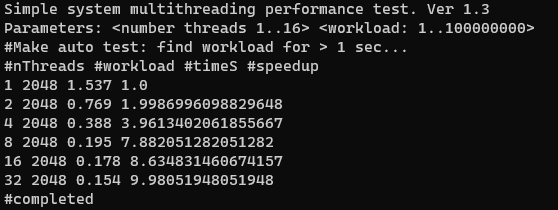 Simple system multithreading performance test. Ver 1.3
Parameters: <number threads 1..16> <workload: 1..100000000>
#Make auto test: find workload for > 1 sec...
#nThreads #workload #timeS #speedup
1 2048 1.537 1.0
2 2048 0.769 1.9986996098829648
4 2048 0.388 3.9613402061855667
8 2048 0.195 7.882051282051282
16 2048 0.178 8.634831460674157
32 2048 0.154 9.98051948051948
#completed